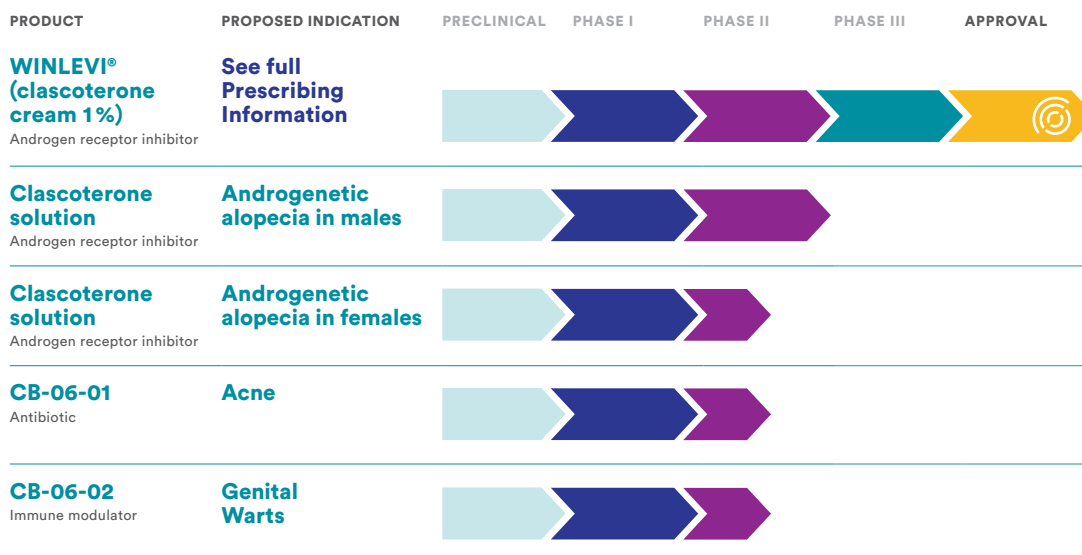 PRODUCT PROPOSED INDICATION PRECLINICAL PHASE I PHASE II PHASE III APPROVAL
WINLEVI®
(clascoterone
cream 1%)
Androgen receptor inhibitor
See full
Prescribing
Information
Clascoterone
solution
Androgen receptor inhibitor
Androgenetic
alopecia in males
Clascoterone
solution
Androgen receptor inhibitor
Androgenetic
alopecia in females
CB-06-01
Antibiotic
Acne
CB-06-02
Immune modulator
Genital
Warts